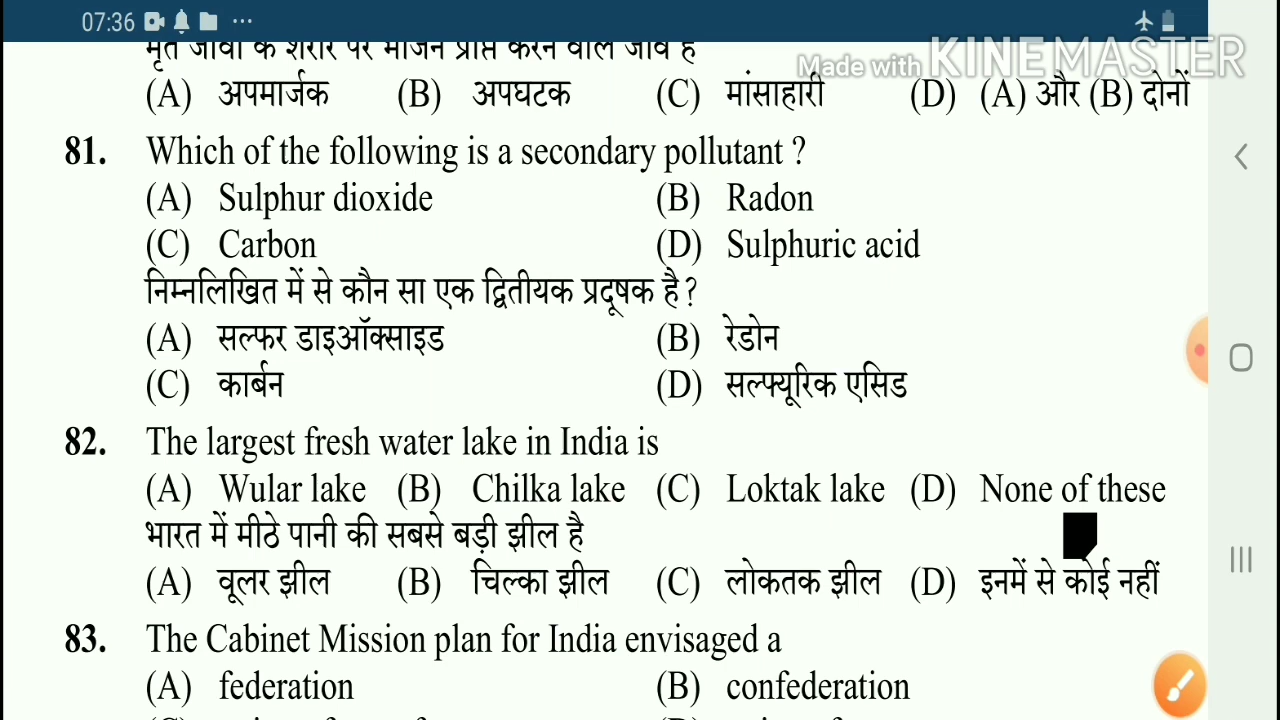 07:36
Made with KINEMASTER
मृत जीवों के शरीर पर भोजन प्राप्त करने वाले जीव हैं
(A) अपमार्जक (B) अपघटक (C) मांसाहारी (D) (A) और (B) दोनों
81. Which of the following is a secondary pollutant ?
(A) Sulphur dioxide (B) Radon
(C) Carbon (D) Sulphuric acid
निम्नलिखित में से कौन सा एक द्वितीयक प्रदूषक है ?
(A) सल्फर डाइऑक्साइड (B) रेडोन
(C) कार्बन (D) सल्फ्यूरिक एसिड
82. The largest fresh water lake in India is
(A) Wular lake (B) Chilka lake (C) Loktak lake (D) None of these
भारत में मीठे पानी की सबसे बड़ी झील है
(A) वूलर झील (B) चिल्का झील (C) लोकतक झील (D) इनमें से कोई नहीं
83. The Cabinet Mission plan for India envisaged a
(A) federation (B) confederation